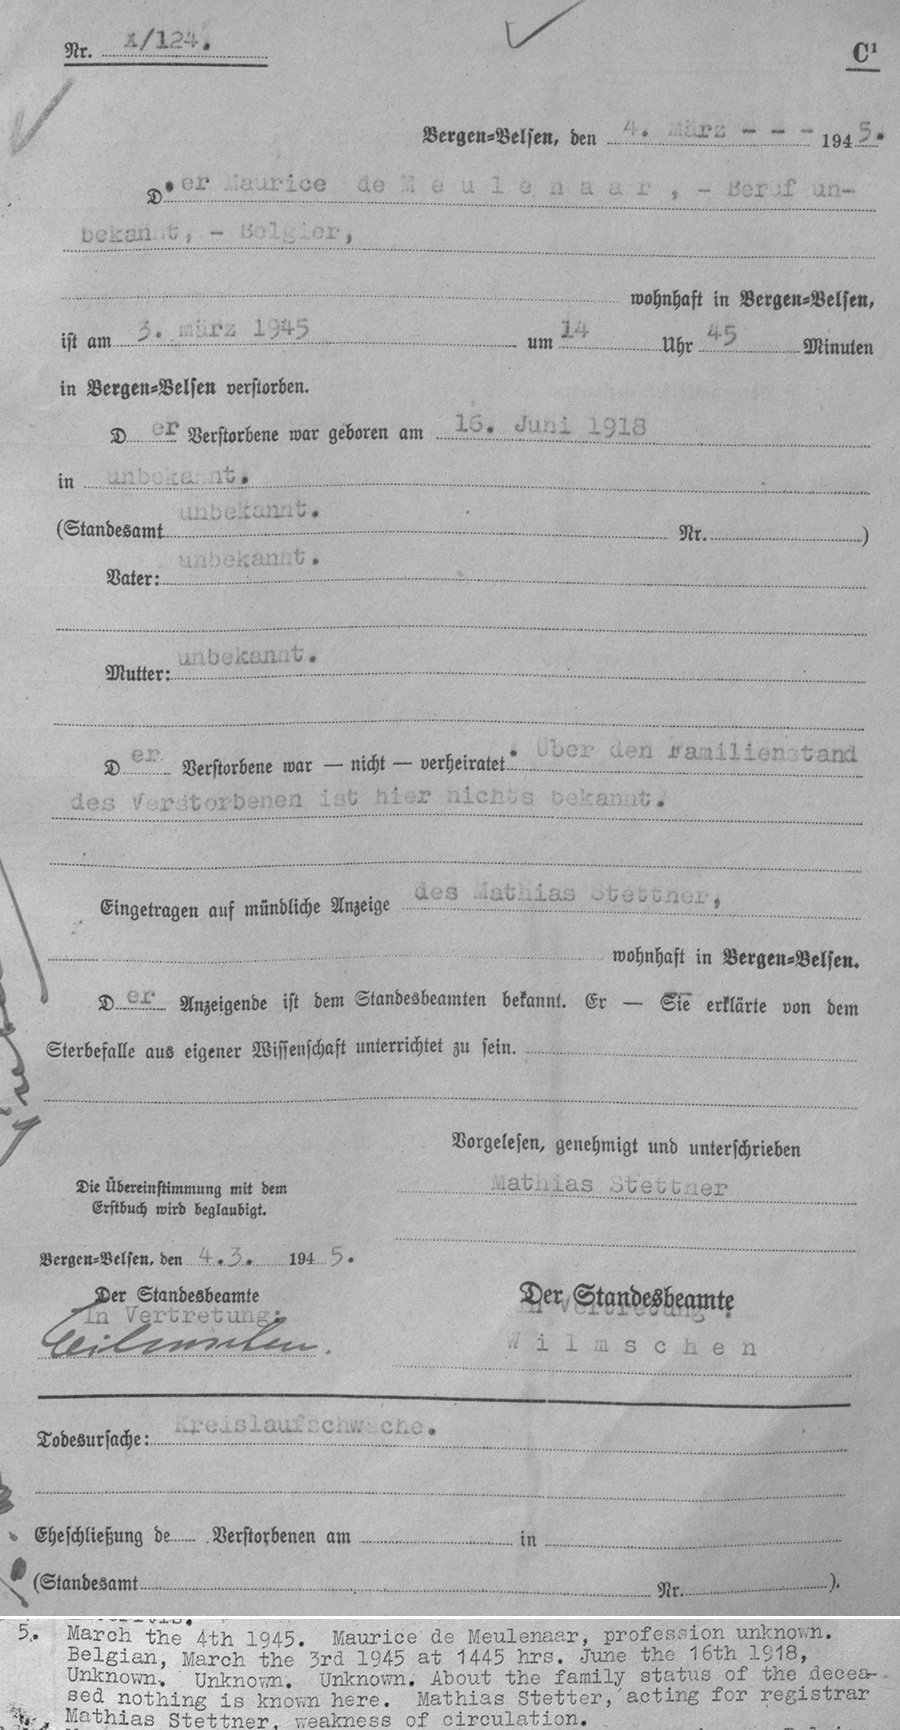 Nr. X/124.
C¹
Bergen=Belsen, den 4. März - - - 1945.
Der Maurice de M e u l e n a a r , - Beruf un-
bekannt, - Belgier,
wohnhaft in Bergen=Belsen,
ist am 3. März 1945 um 14 Uhr 45 Minuten
in Bergen=Belsen verstorben.
Der Verstorbene war geboren am 16. Juni 1918
in unbekannt.
(Standesamt unbekannt. Nr. )
Vater: unbekannt.
Mutter: unbekannt.
Der Verstorbene war — nicht — verheiratet. Über den Familienstand
des Verstorbenen ist hier nichts bekannt.
Eingetragen auf mündliche Anzeige des Mathias Stettner,
wohnhaft in Bergen=Belsen.
Der Anzeigende ist dem Standesbeamten bekannt. Er — Sie erklärte von dem
Sterbefalle aus eigener Wissenschaft unterrichtet zu sein.
Vorgelesen, genehmigt und unterschrieben
Mathias Stettner
Die Übereinstimmung mit dem
Erstbuch wird beglaubigt.
Bergen=Belsen, den 4.3. 1945.
Der Standesbeamte
In Vertretung:
Der Standesbeamte
In Vertretung :
W i l m s c h e n
Todesursache: Kreislaufschwäche.
Eheschließung de Verstorbenen am in
(Standesamt Nr. ).
5. March the 4th 1945. Maurice de Meulenaar, profession unknown.
Belgian, March the 3rd 1945 at 1445 hrs. June the 16th 1918,
Unknown. Unknown. Unknown. About the family status of the decea-
sed nothing is known here. Mathias Stetter, acting for registrar
Mathias Stettner, weakness of circulation.